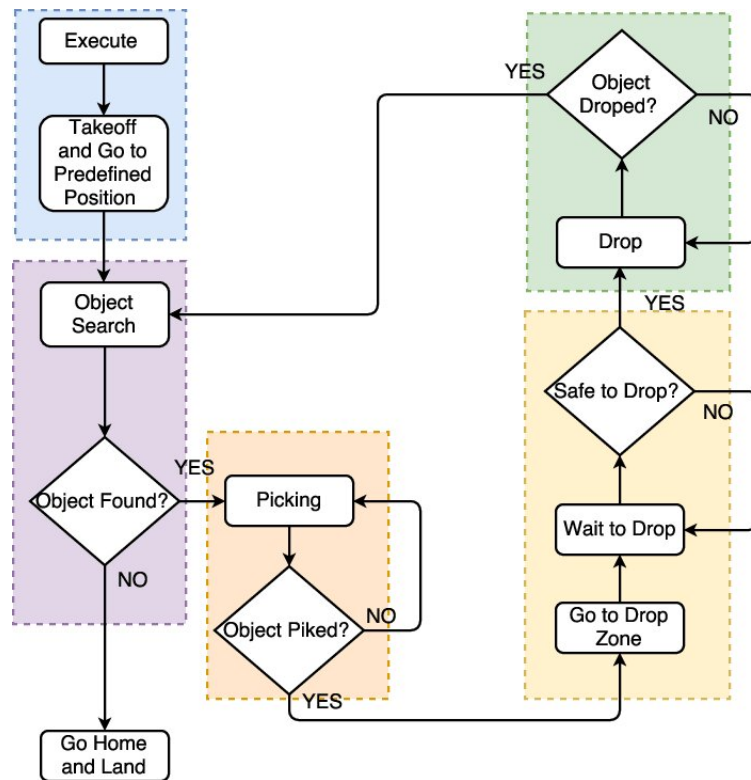 Execute
Takeoff
and Go to
Predefined
Position
Object
Search
Object Found?
YES
NO
Go Home
and Land
Picking
Object Piked?
NO
YES
Go to Drop
Zone
Wait to Drop
Safe to Drop?
NO
YES
Drop
Object
Droped?
YES
NO